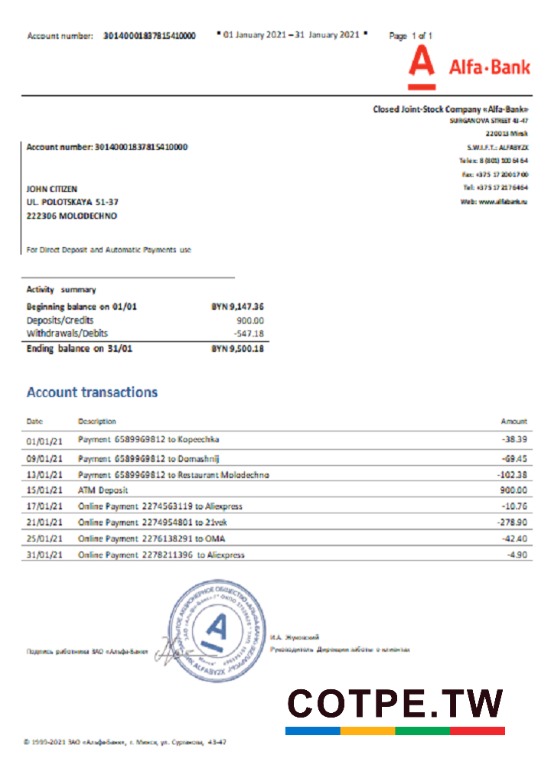 Account number: 30140001837815410000 * 01 January 2021 – 31 January 2021 * Page 1 of 1
Alfa·Bank
Closed Joint-Stock Company «Alfa-Bank»
SURGANOVA STREET 43-47
220013 Minsk
S.W.I.F.T.: ALFABY2X
Telex: 8 (801) 100 64 64
Fax: +375 17 200 17 00
Tel: +375 17 217 64 64
Web: www.alfabank.ru
Account number: 30140001837815410000
JOHN CITIZEN
UL. POLOTSKAYA 51-37
222306 MOLODECHNO
For Direct Deposit and Automatic Payments use
Activity summary
Beginning balance on 01/01 BYN 9,147.36
Deposits/Credits 900.00
Withdrawals/Debits -547.18
Ending balance on 31/01 BYN 9,500.18
Account transactions
Date Description Amount
01/01/21 Payment 6589969812 to Kopeechka -38.39
09/01/21 Payment 6589969812 to Domashnij -69.45
13/01/21 Payment 6589969812 to Restaurant Molodechno -102.38
15/01/21 ATM Deposit 900.00
17/01/21 Online Payment 2274563119 to Aliexpress -10.76
21/01/21 Online Payment 2274954801 to 21vek -278.90
25/01/21 Online Payment 2276138291 to OMA -42.40
31/01/21 Online Payment 2278211396 to Aliexpress -4.90
Подпись работника ЗАО «Альфа-Банк»
И.А. Жуковский
Руководитель Дирекции работы с клиентами
COTPE.TW
© 1995-2021 ЗАО «Альфа-Банк», г. Минск, ул. Сурганова, 43-47